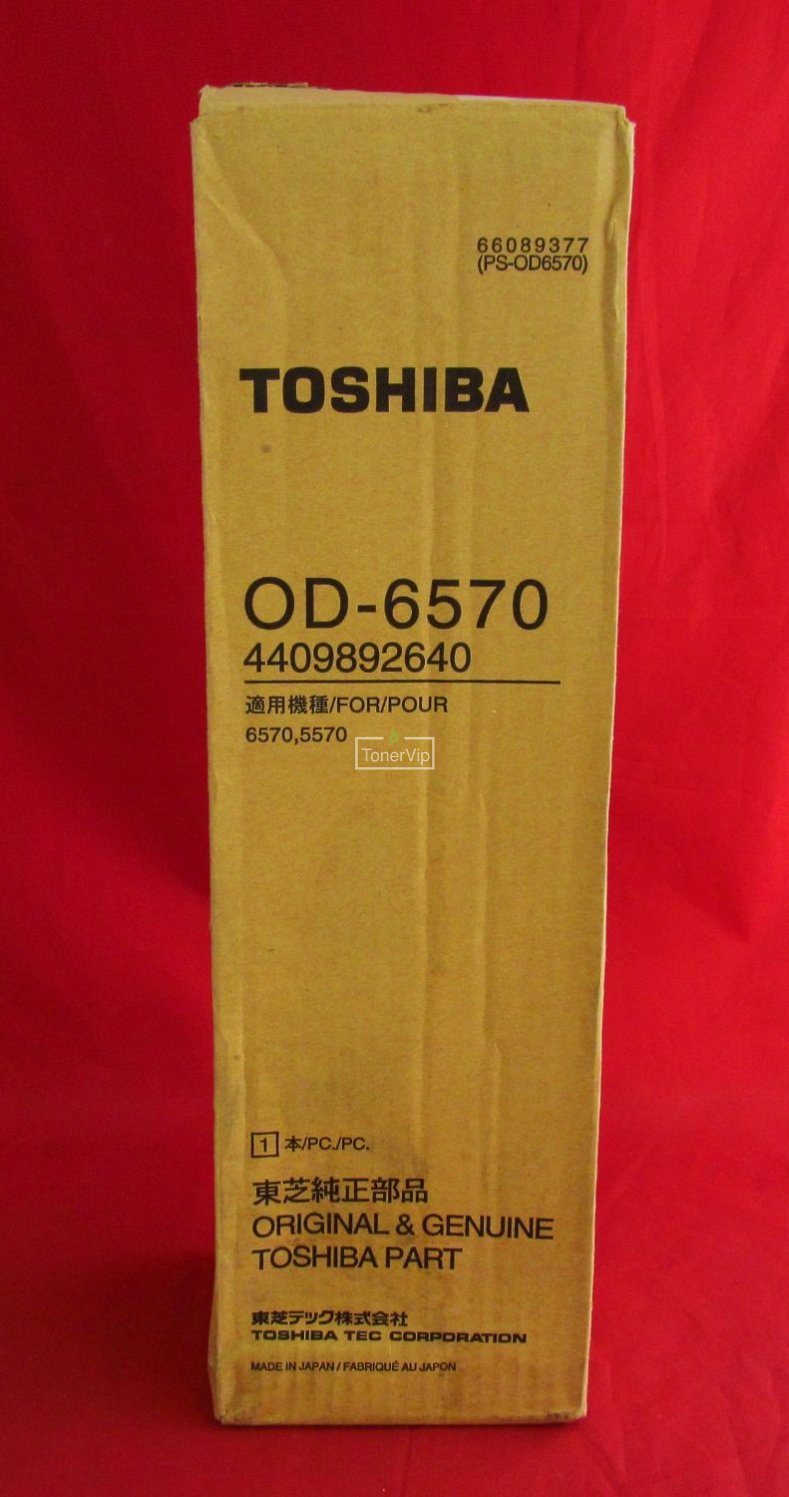 66089377
(PS-OD6570)
TOSHIBA
OD-6570
4409892640
適用機種/FOR/POUR
6570,5570
TonerVip
1 本/PC./PC.
東芝純正部品
ORIGINAL & GENUINE
TOSHIBA PART
東芝テック株式会社
TOSHIBA TEC CORPORATION
MADE IN JAPAN / FABRIQUÉ AU JAPON